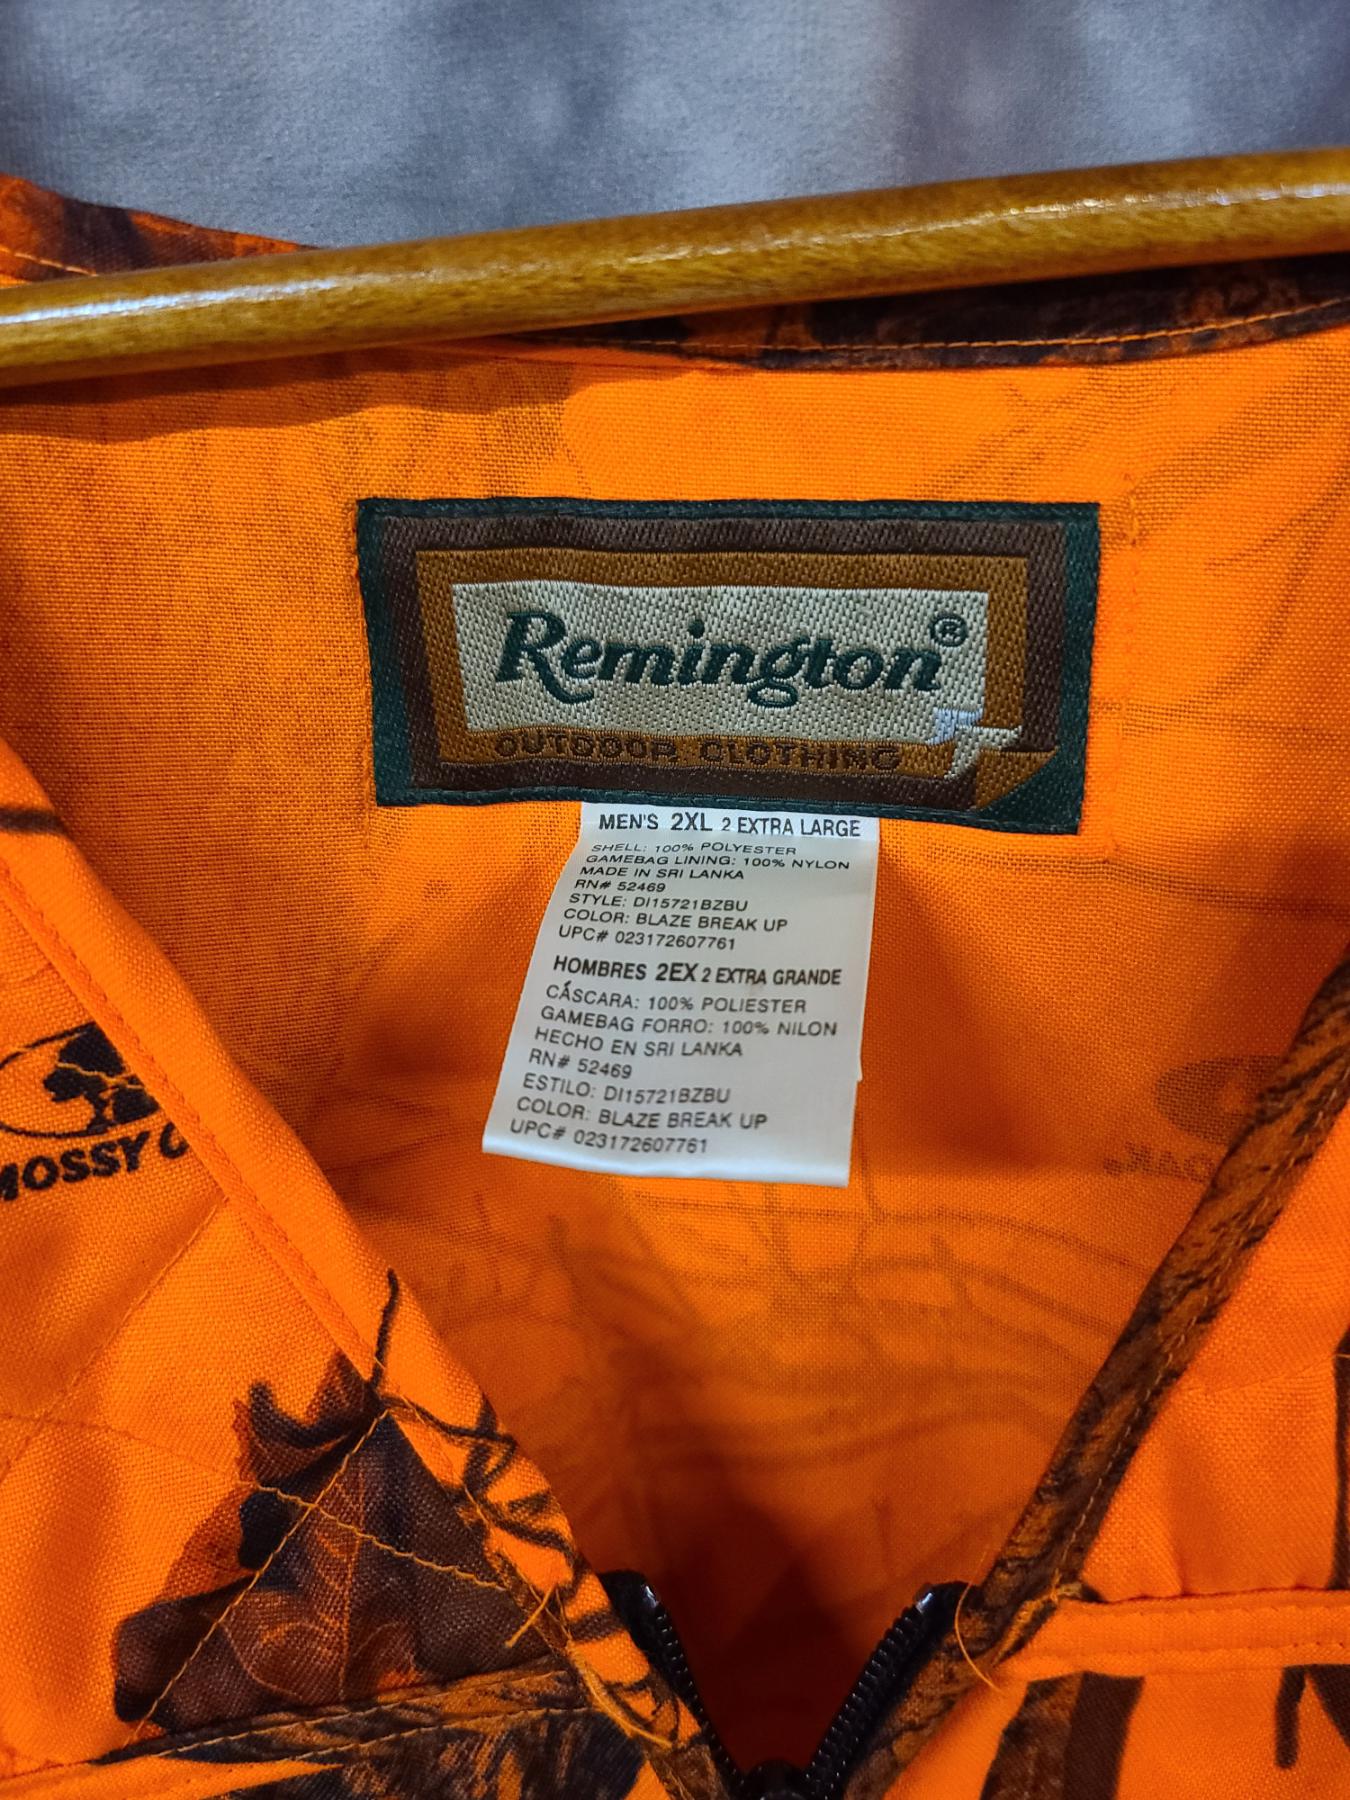 Remington®
OUTDOOR CLOTHING
MEN'S 2XL 2 EXTRA LARGE
SHELL: 100% POLYESTER
GAMEBAG LINING: 100% NYLON
MADE IN SRI LANKA
RN# 52469
STYLE: DI15721BZBU
COLOR: BLAZE BREAK UP
UPC# 023172607761
HOMBRES 2EX 2 EXTRA GRANDE
CÁSCARA: 100% POLIESTER
GAMEBAG FORRO: 100% NILON
HECHO EN SRI LANKA
RN# 52469
ESTILO: DI15721BZBU
COLOR: BLAZE BREAK UP
UPC# 023172607761
MOSSY